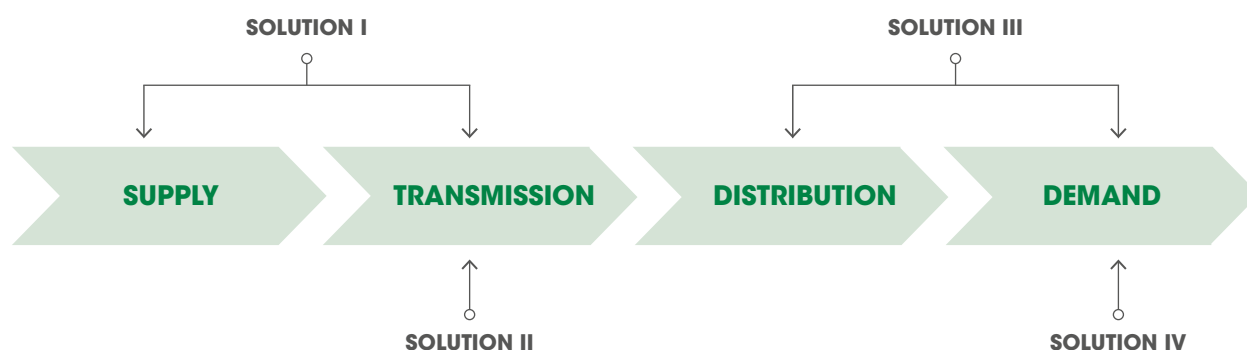 SOLUTION I
SOLUTION III
SUPPLY
TRANSMISSION
DISTRIBUTION
DEMAND
SOLUTION II
SOLUTION IV